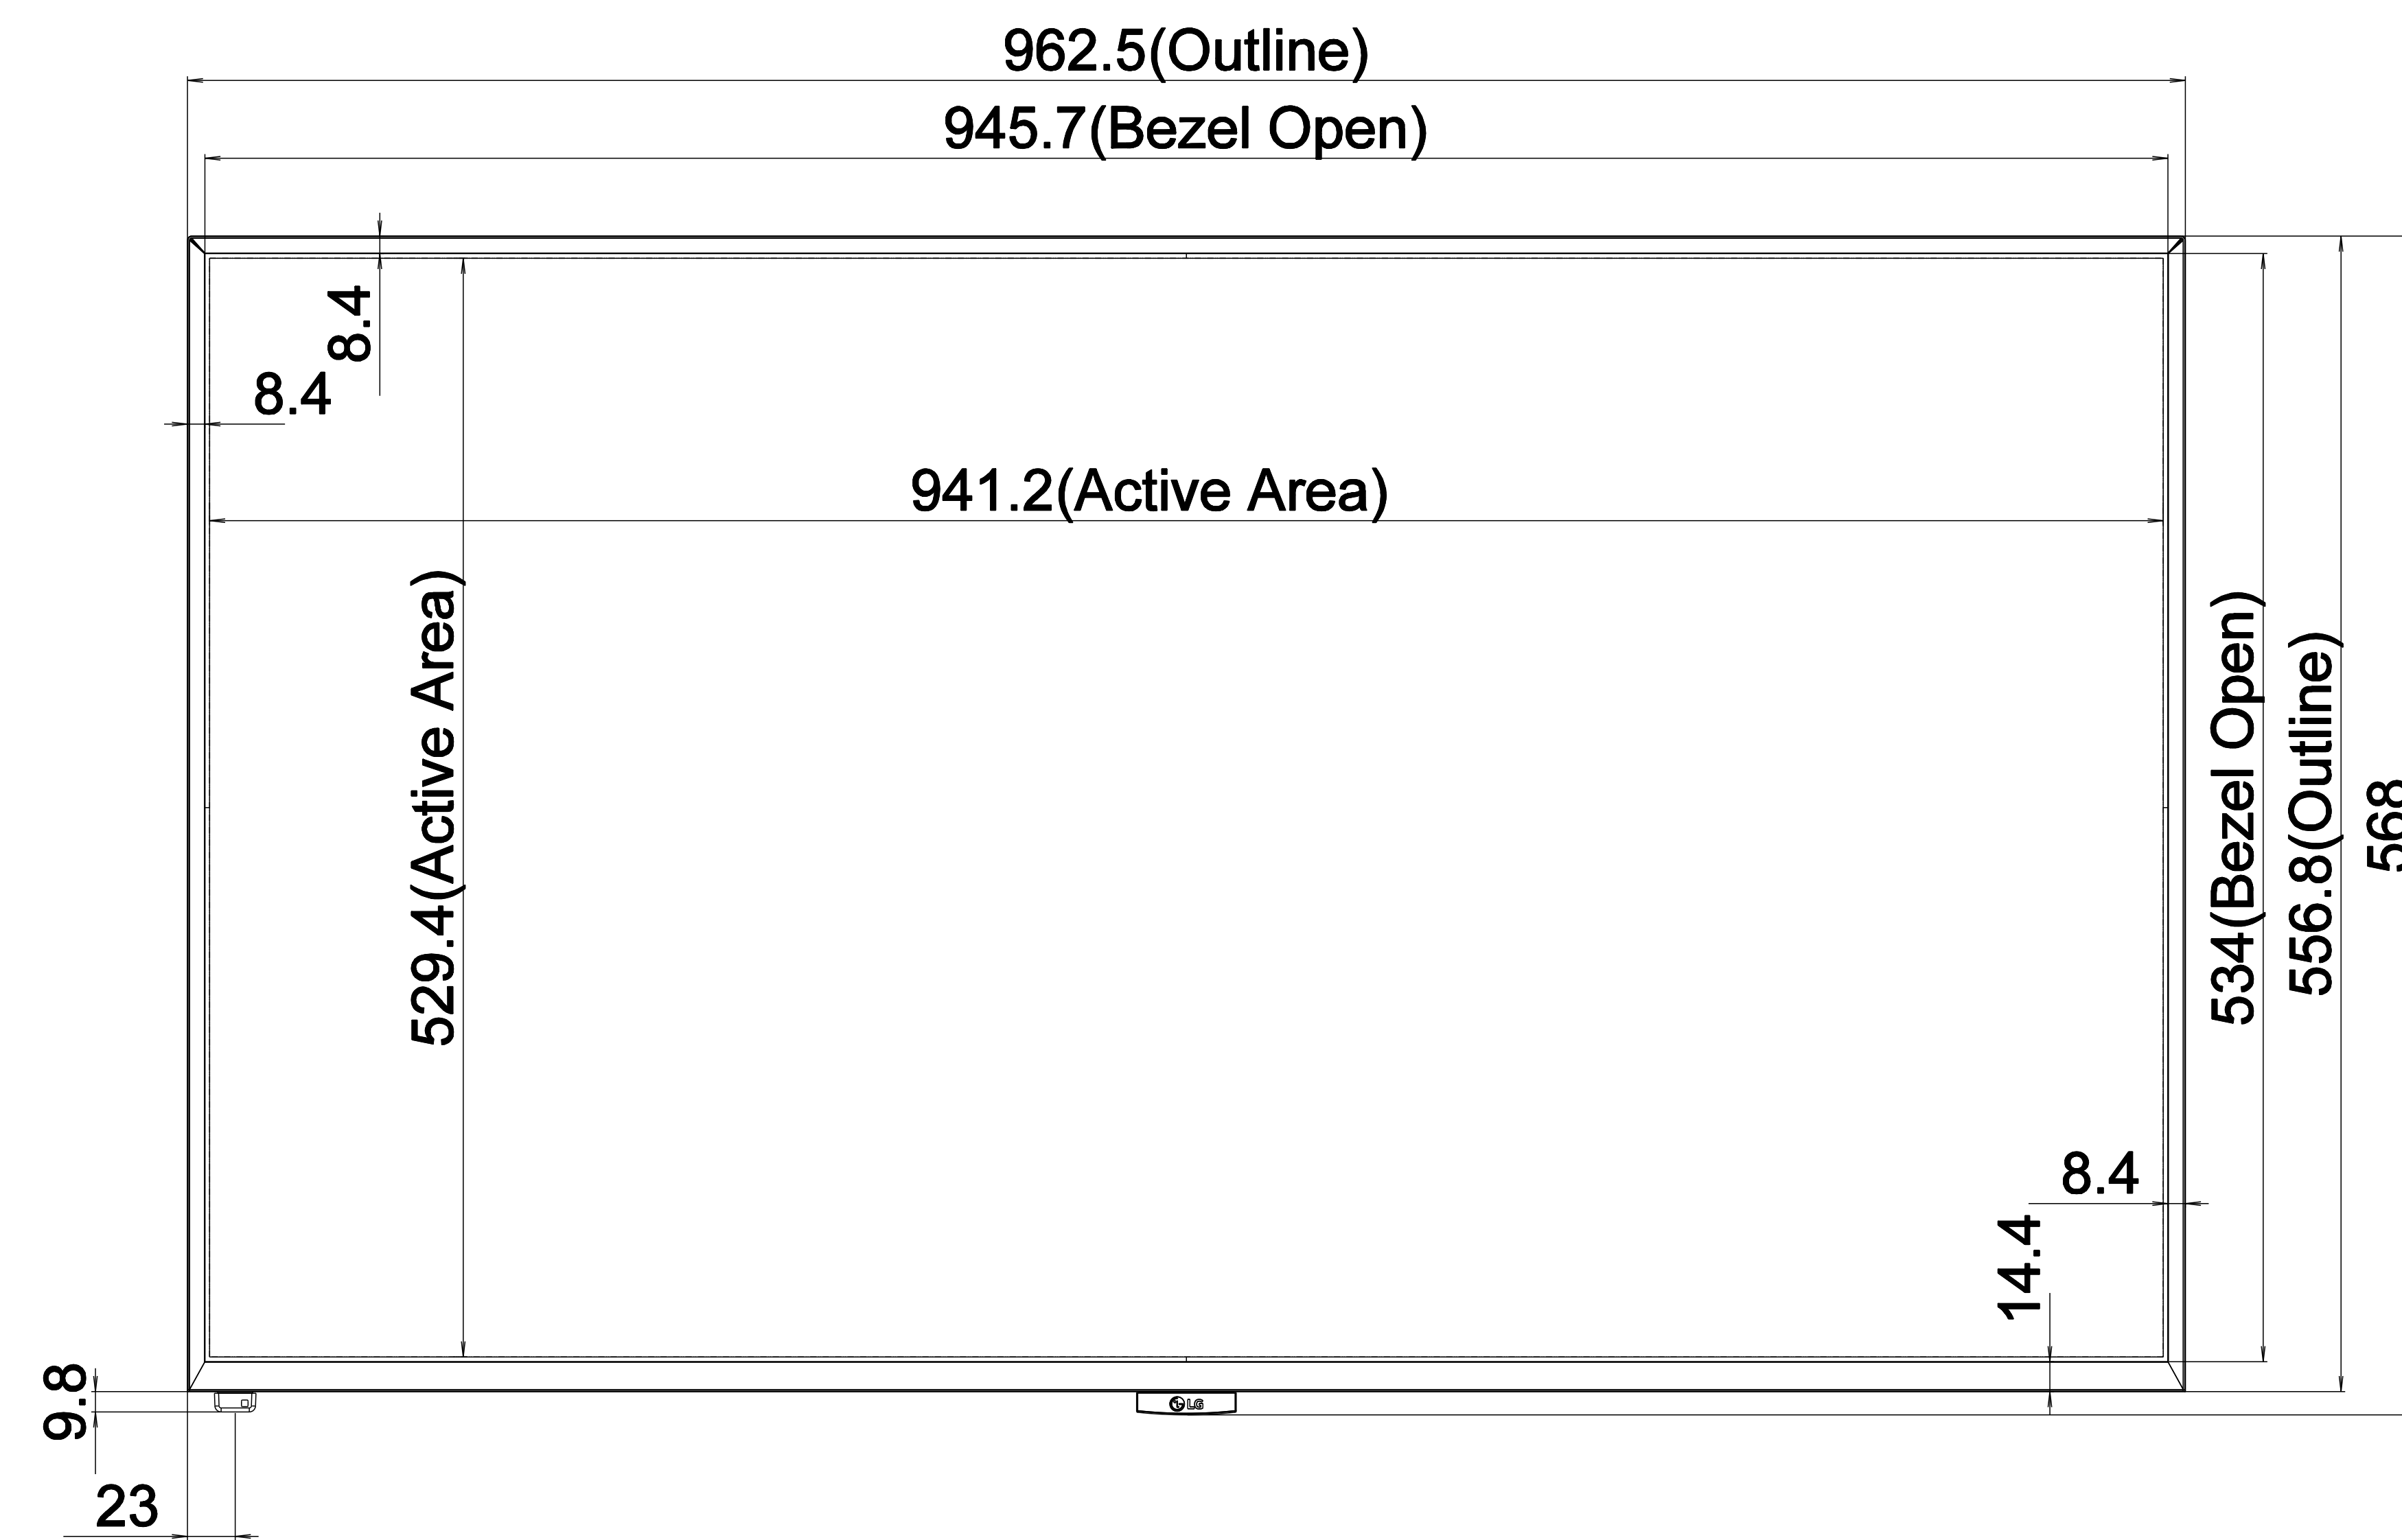 962.5(Outline)
945.7(Bezel Open)
8.4
8.4
941.2(Active Area)
529.4(Active Area)
534(Bezel Open)
556.8(Outline)
568
8.4
14.4
9.8
LG
23